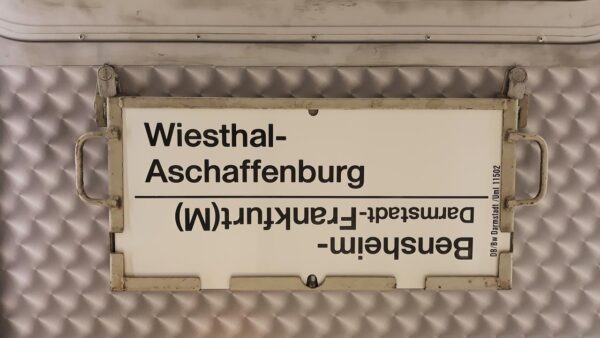 Wiesthal-
Aschaffenburg
Bensheim-
Darmstadt-Frankfurt(M)
DB/Bw Darmstadt /Uml 11502